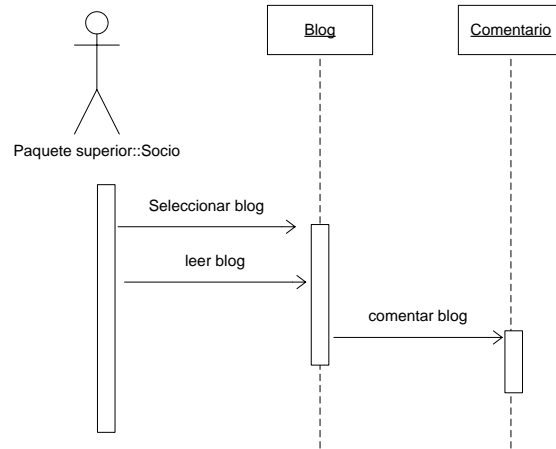 Blog
Comentario
Paquete superior::Socio
Seleccionar blog
leer blog
comentar blog